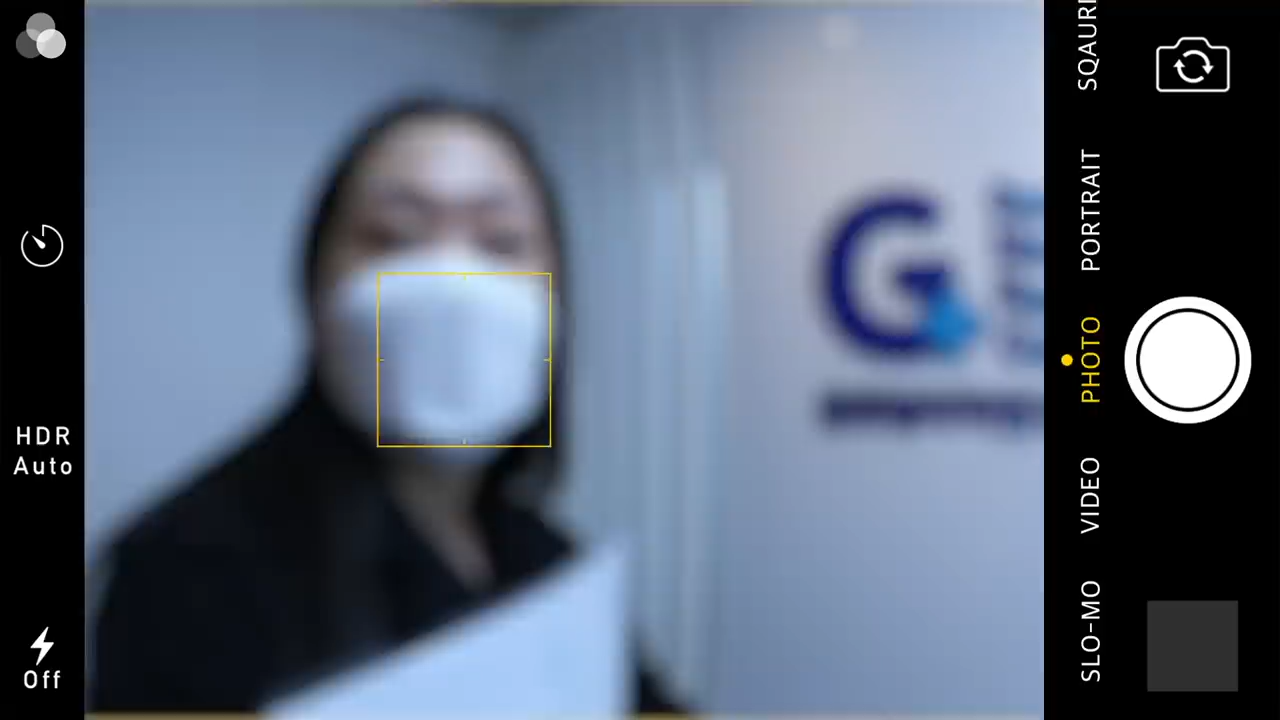 HDR
Auto
Off
G
SQAURE
PORTRAIT
PHOTO
VIDEO
SLO-MO